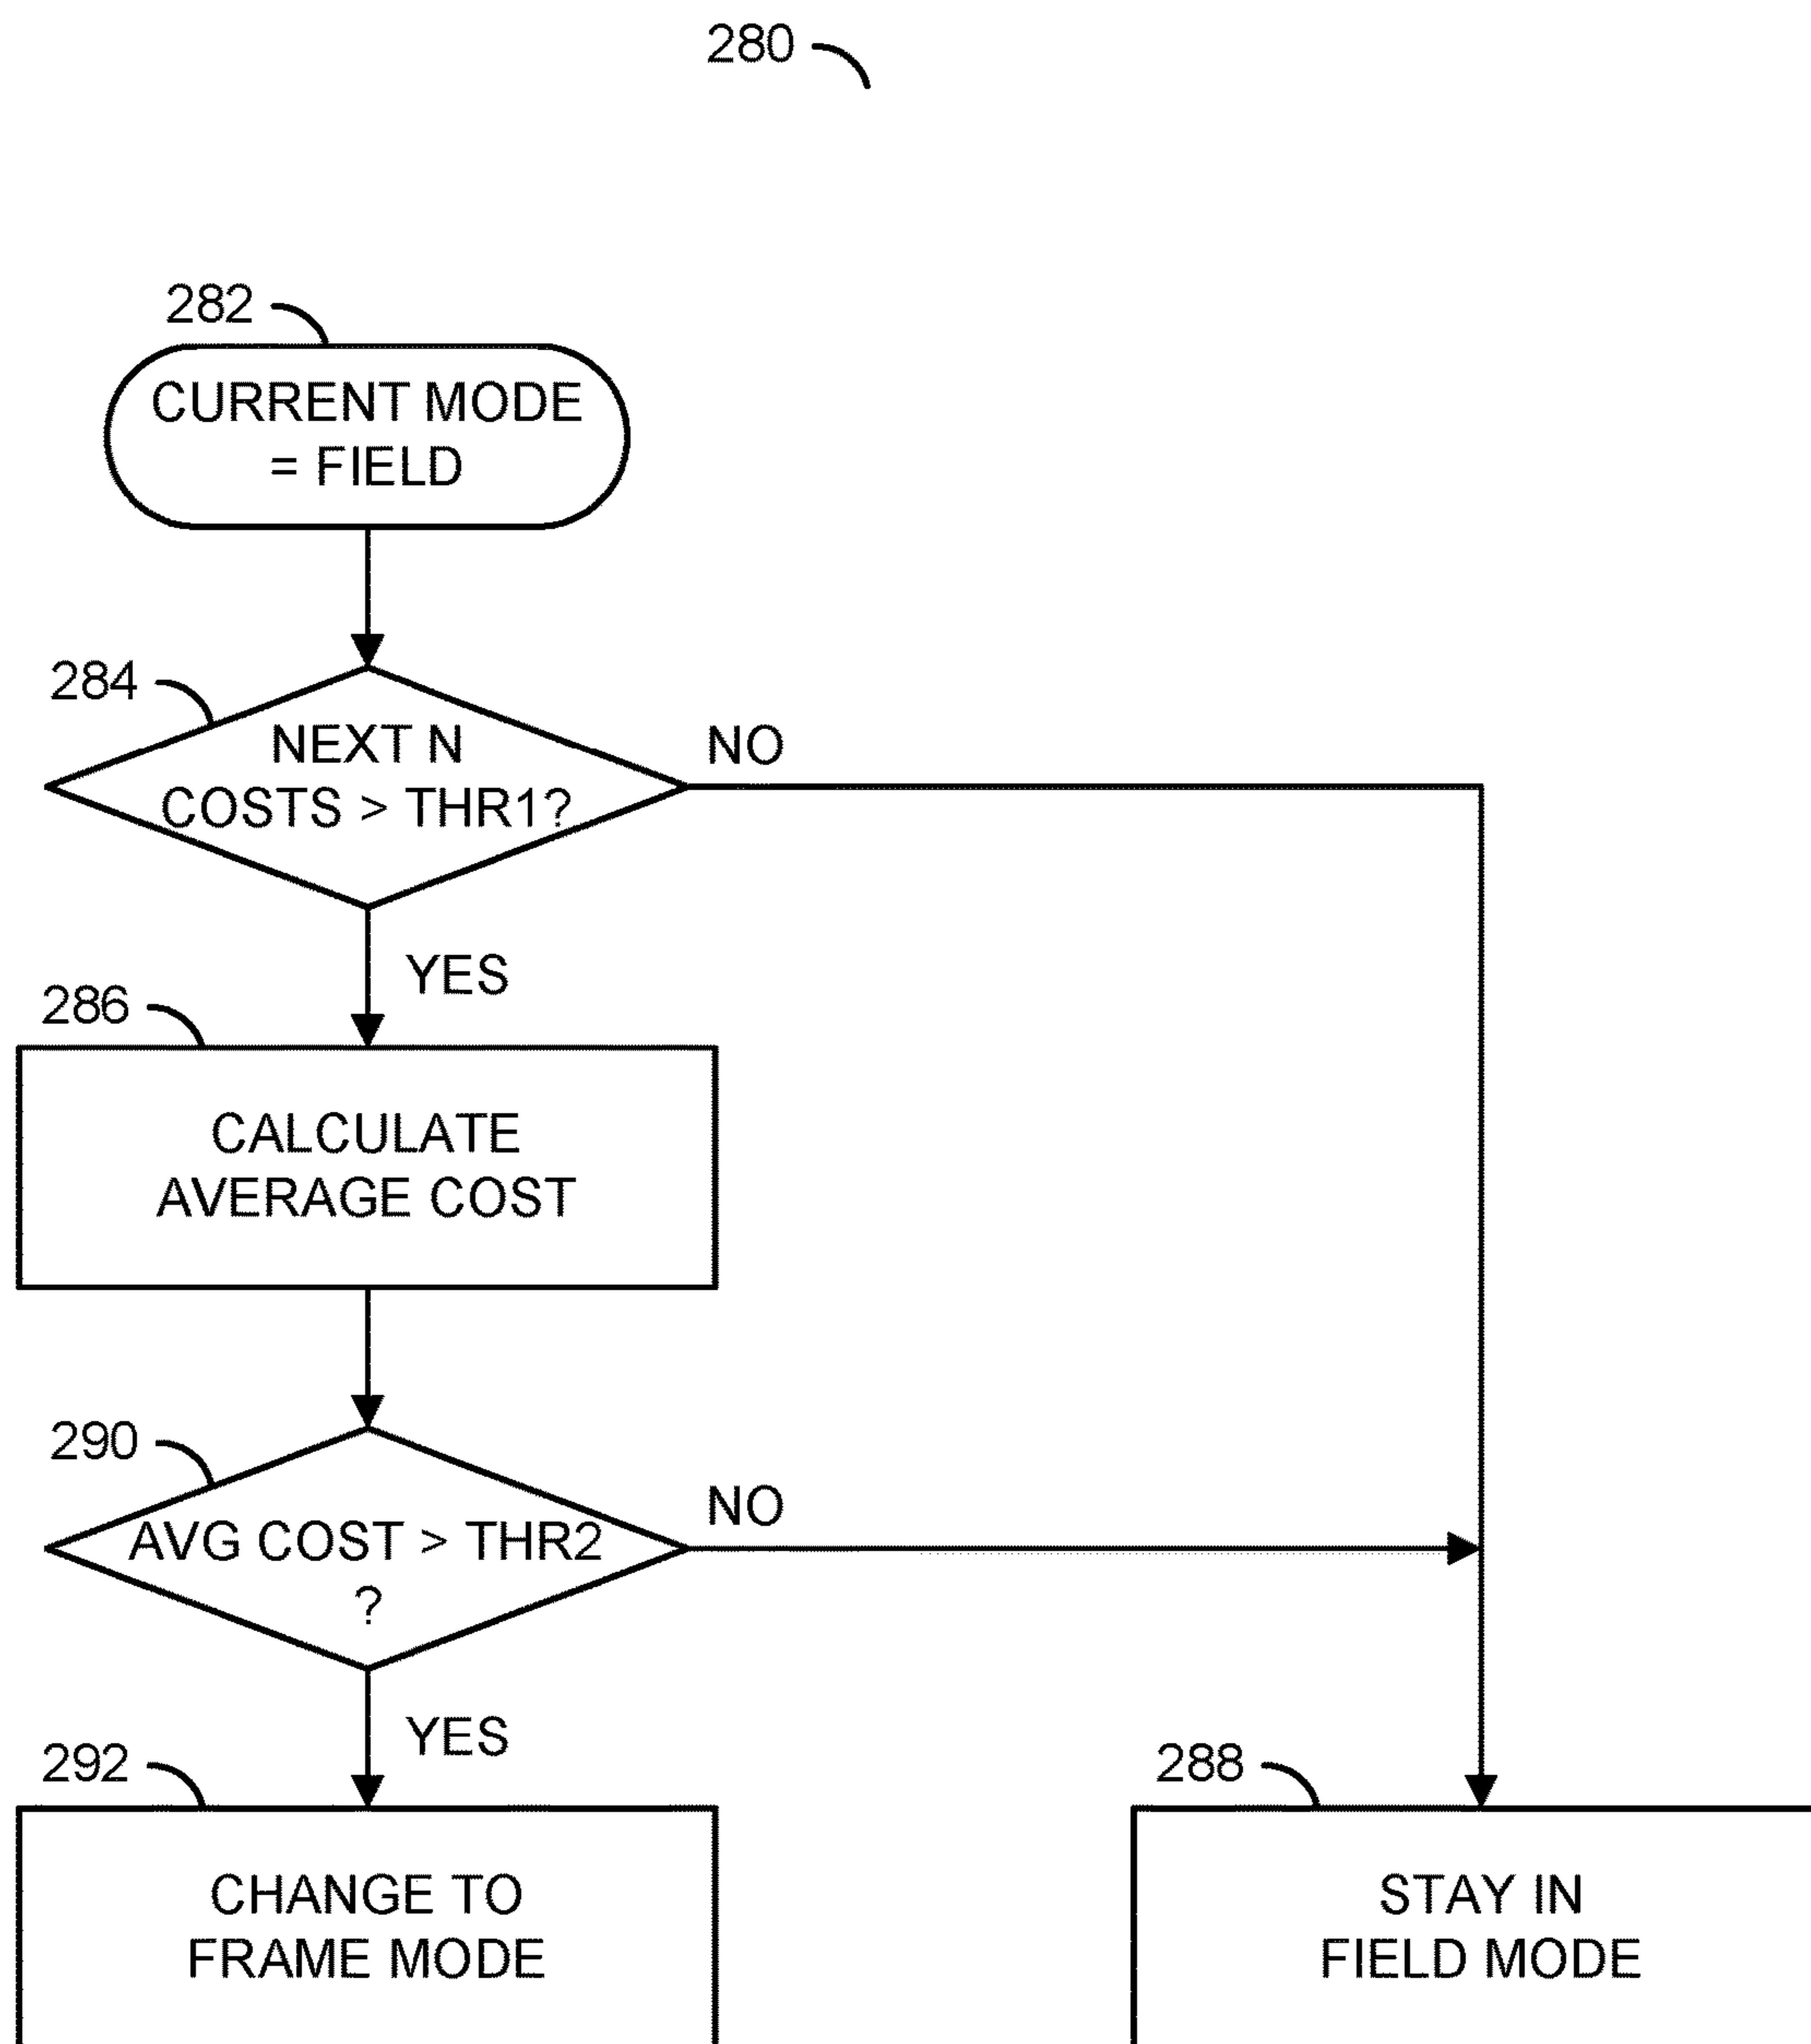 280
282
CURRENT MODE
= FIELD
284
NEXT N
COSTS > THR1?
NO
YES
286
CALCULATE
AVERAGE COST
290
AVG COST > THR2
?
NO
YES
292
CHANGE TO
FRAME MODE
288
STAY IN
FIELD MODE